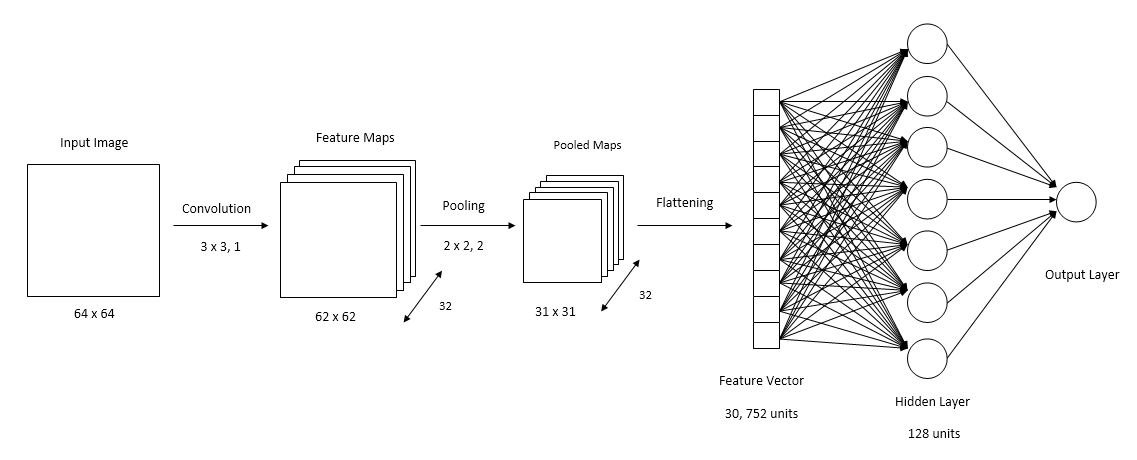 Input Image
64 x 64
Convolution
3 x 3, 1
Feature Maps
62 x 62
32
Pooling
2 x 2, 2
Pooled Maps
31 x 31
32
Flattening
Feature Vector
30, 752 units
Hidden Layer
128 units
Output Layer